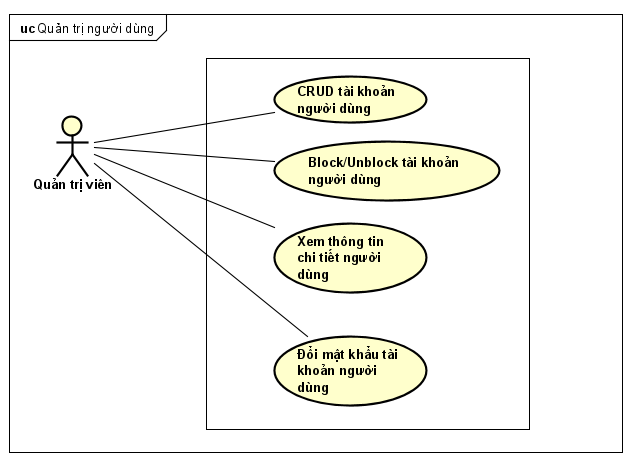 uc Quản trị người dùng
CRUD tài khoản
người dùng
Quản trị viên
Block/Unblock tài khoản
người dùng
Xem thông tin
chi tiết người
dùng
Đổi mật khẩu tài
khoản người
dùng